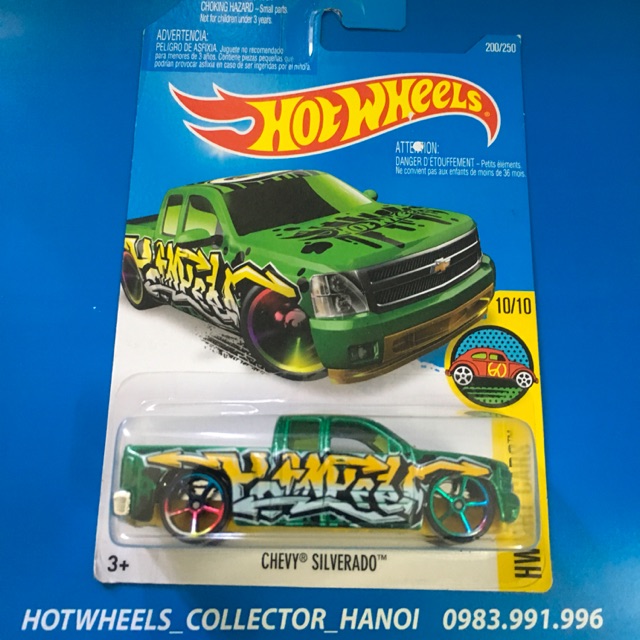 CHOKING HAZARD – Small parts.
Not for children under 3 years.
ADVERTENCIA:
PELIGRO DE ASFIXIA. Juguete no recomendado
para menores de 3 años. Contiene piezas pequeñas que
podrían provocar asfixia en caso de ser ingeridas por el niño/a.
200/250
HOT WHEELS
ATTENTION:
DANGER D'ÉTOUFFEMENT – Petits éléments.
Ne convient pas aux enfants de moins de 36 mois.
10/10
60
HW
3+
CHEVY® SILVERADO™
HOTWHEELS_COLLECTOR_HANOI 0983.991.996